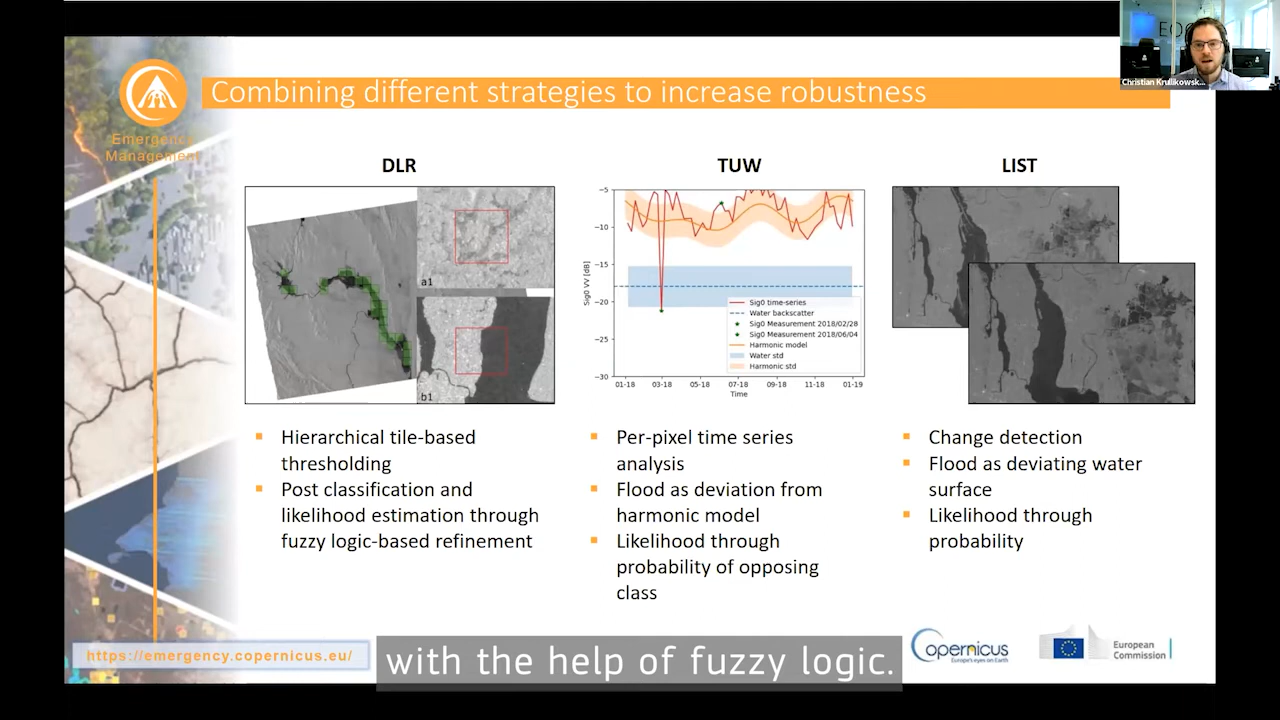 EO
Christian Krullikowsk...
Combining different strategies to increase robustness
Emergency
Management
DLR
TUW
LIST
a1
b1
Sig0 VV [dB]
−5
−10
−15
−20
−25
−30
01-18 03-18 05-18 07-18 09-18 11-18 01-19
Time
Sig0 time-series
Water backscatter
Sig0 Measurement 2018/02/28
Sig0 Measurement 2018/06/04
Harmonic model
Water std
Harmonic std
Hierarchical tile-based
thresholding
Post classification and
likelihood estimation through
fuzzy logic-based refinement
Per-pixel time series
analysis
Flood as deviation from
harmonic model
Likelihood through
probability of opposing
class
Change detection
Flood as deviating water
surface
Likelihood through
probability
https://emergency.copernicus.eu/
with the help of fuzzy logic.
opernicus
Europe's eyes on Earth
European
Commission